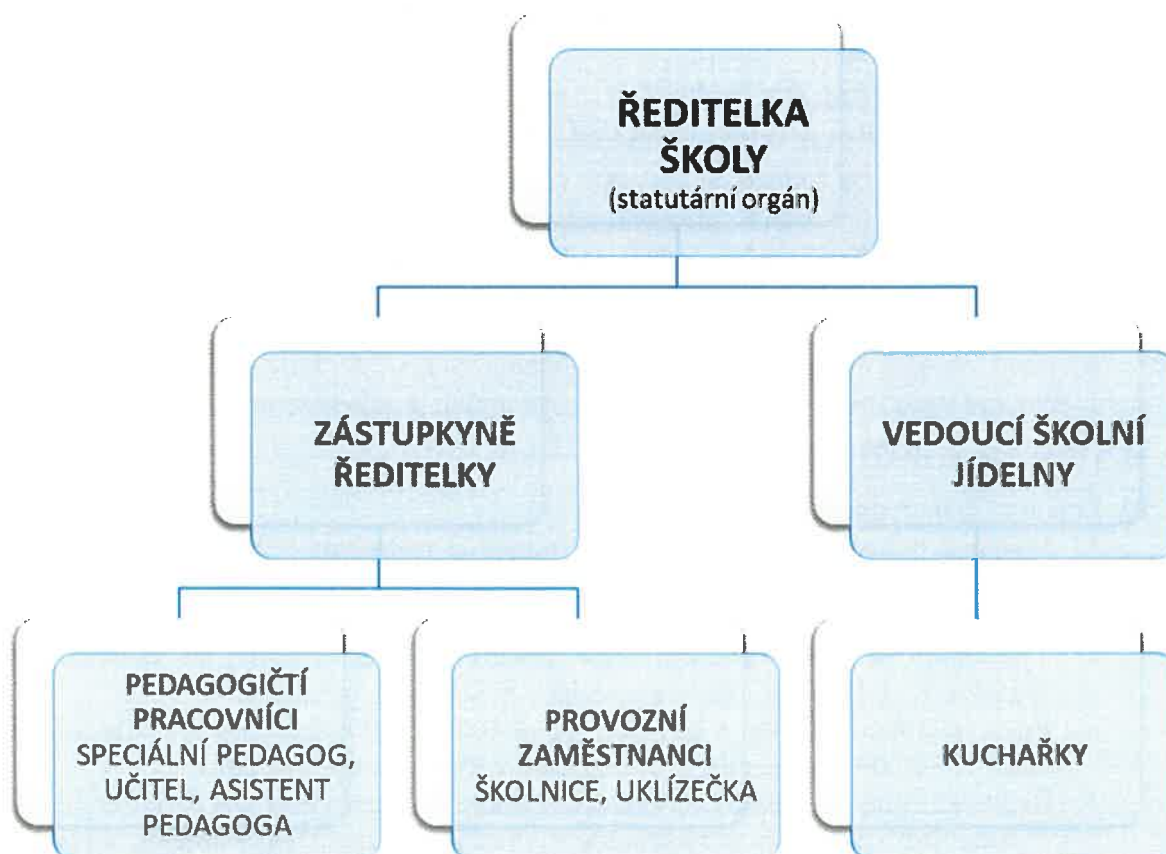 ŘEDITELKA
ŠKOLY
(statutární orgán)
ZÁSTUPKYNĚ
ŘEDITELKY
VEDOUCÍ ŠKOLNÍ
JÍDELNY
PEDAGOGIČTÍ
PRACOVNÍCI
SPECIÁLNÍ PEDAGOG,
UČITEL, ASISTENT
PEDAGOGA
PROVOZNÍ
ZAMĚSTNANCI
ŠKOLNICE, UKLÍZEČKA
KUCHAŘKY